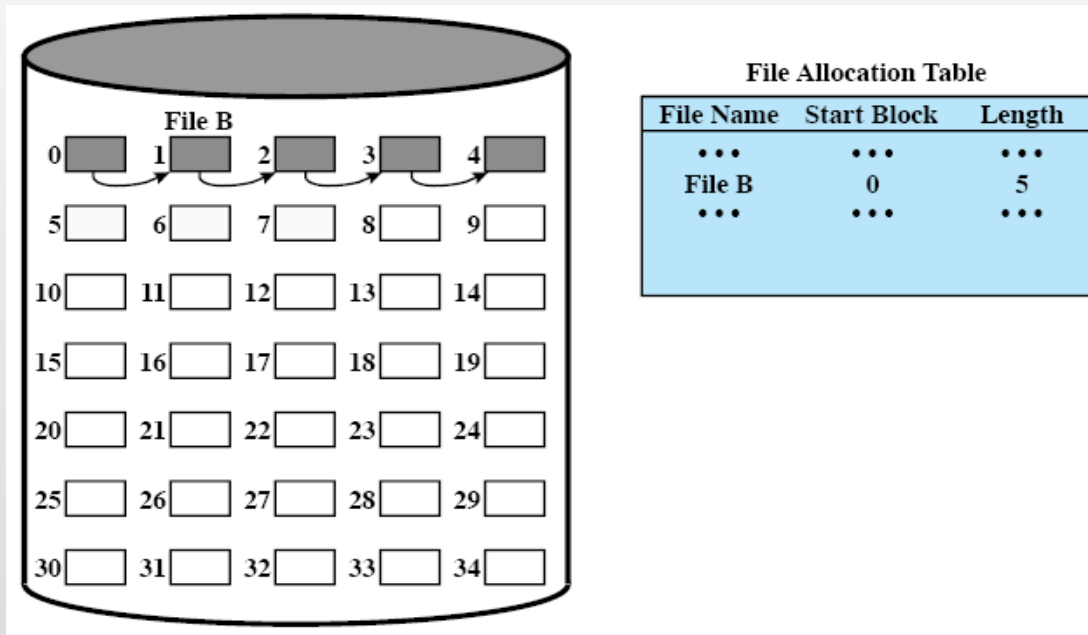 File B
0 1 2 3 4
5 6 7 8 9
10 11 12 13 14
15 16 17 18 19
20 21 22 23 24
25 26 27 28 29
30 31 32 33 34
File Allocation Table
File Name Start Block Length
• • • • • • • • •
File B 0 5
• • • • • • • • •